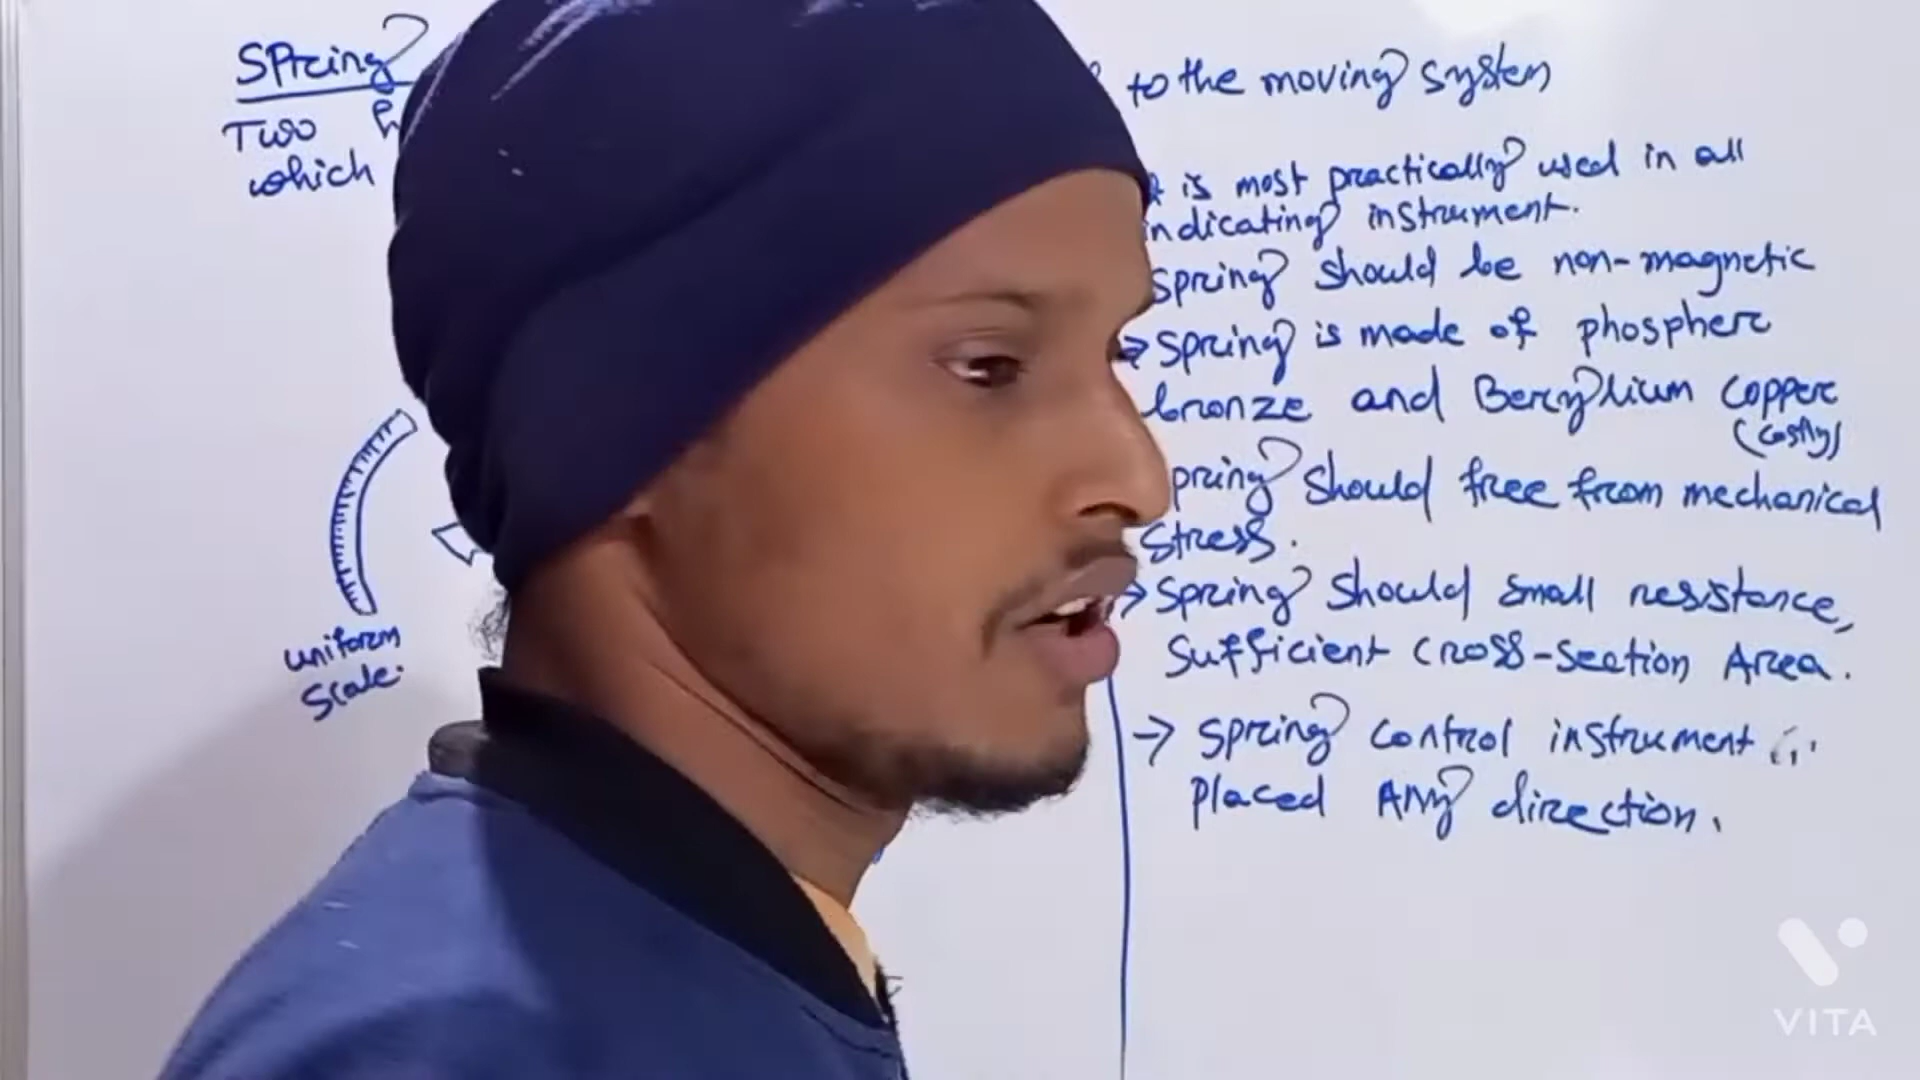 Spring
to the moving system
Two
which
is most practically used in all
indicating instrument.
spring should be non-magnetic
→ spring is made of phospher
bronze and Beryllium copper
(costly)
pring should free from mechanical
stress.
→ spring should small resistance,
sufficient cross-section Area.
→ spring control instrument
placed ANy direction.
uniform
scale.
VITA